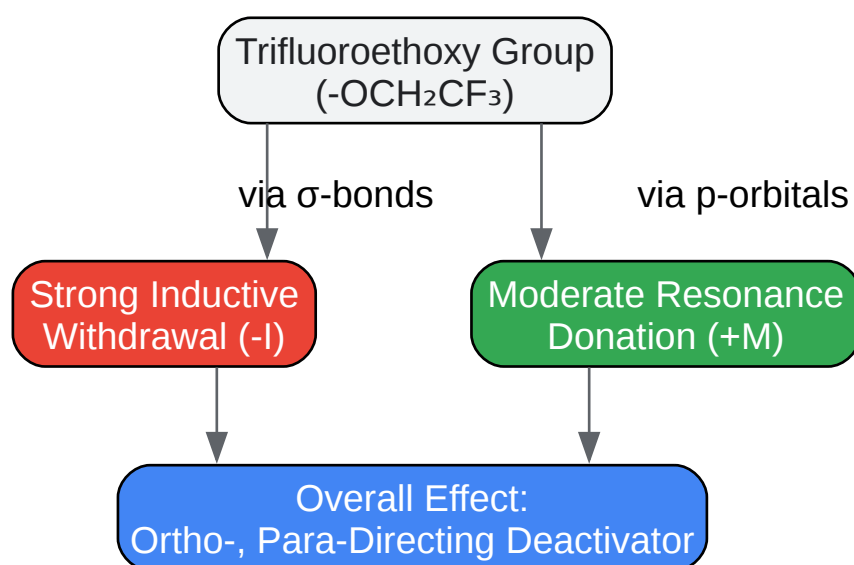 Trifluoroethoxy Group
(-OCH₂CF₃)
via σ-bonds
via p-orbitals
Strong Inductive
Withdrawal (-I)
Moderate Resonance
Donation (+M)
Overall Effect:
Ortho-, Para-Directing Deactivator